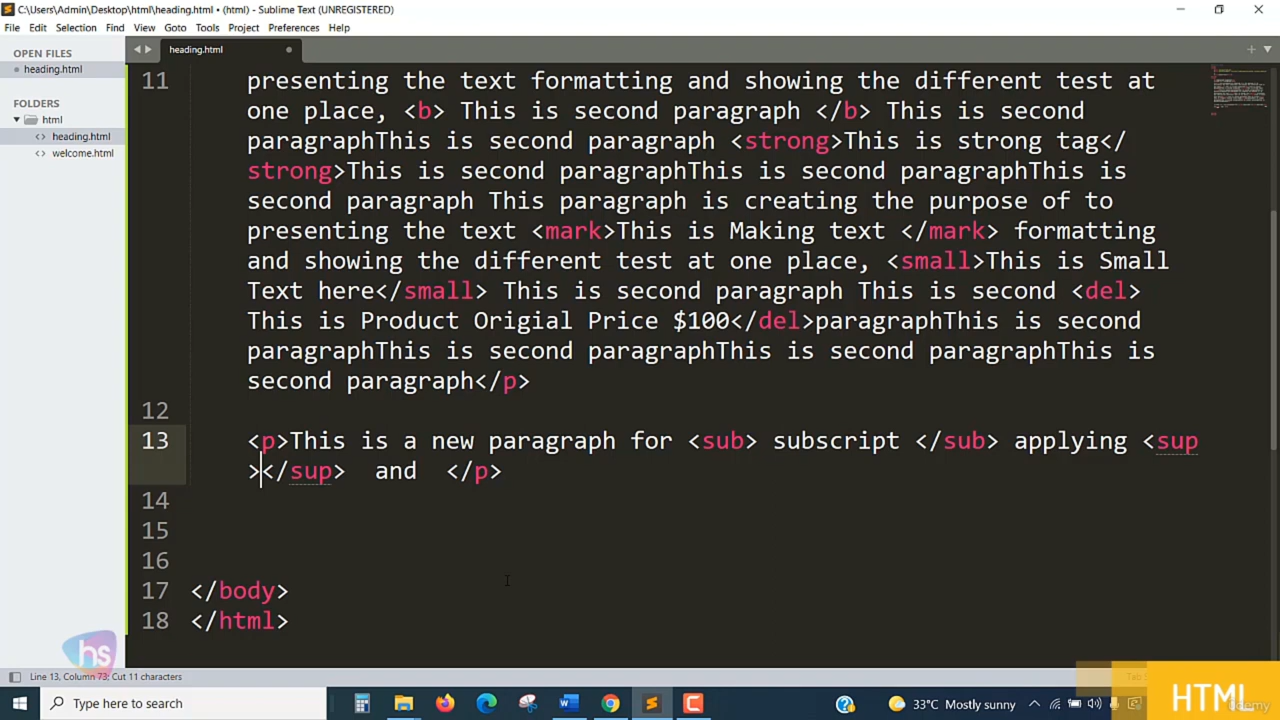 C:\Users\Admin\Desktop\html\heading.html • (html) - Sublime Text (UNREGISTERED)
File Edit Selection Find View Goto Tools Project Preferences Help
OPEN FILES
heading.html
FOLDERS
html
heading.html
welcome.html
heading.html
11 presenting the text formatting and showing the different test at
one place, <b> This is second paragraph </b> This is second
paragraphThis is second paragraph <strong>This is strong tag</
strong>This is second paragraphThis is second paragraphThis is
second paragraph This paragraph is creating the purpose of to
presenting the text <mark>This is Making text </mark> formatting
and showing the different test at one place, <small>This is Small
Text here</small> This is second paragraph This is second <del>
This is Product Origial Price $100</del>paragraphThis is second
paragraphThis is second paragraphThis is second paragraphThis is
second paragraph</p>
12
13 <p>This is a new paragraph for <sub> subscript </sub> applying <sup
></sup>  and  </p>
14
15
16
17 </body>
18 </html>
hs
Line 13, Column 73; Cut 11 characters
Tab S
Type here to search
33°C Mostly sunny
HTML
Udemy